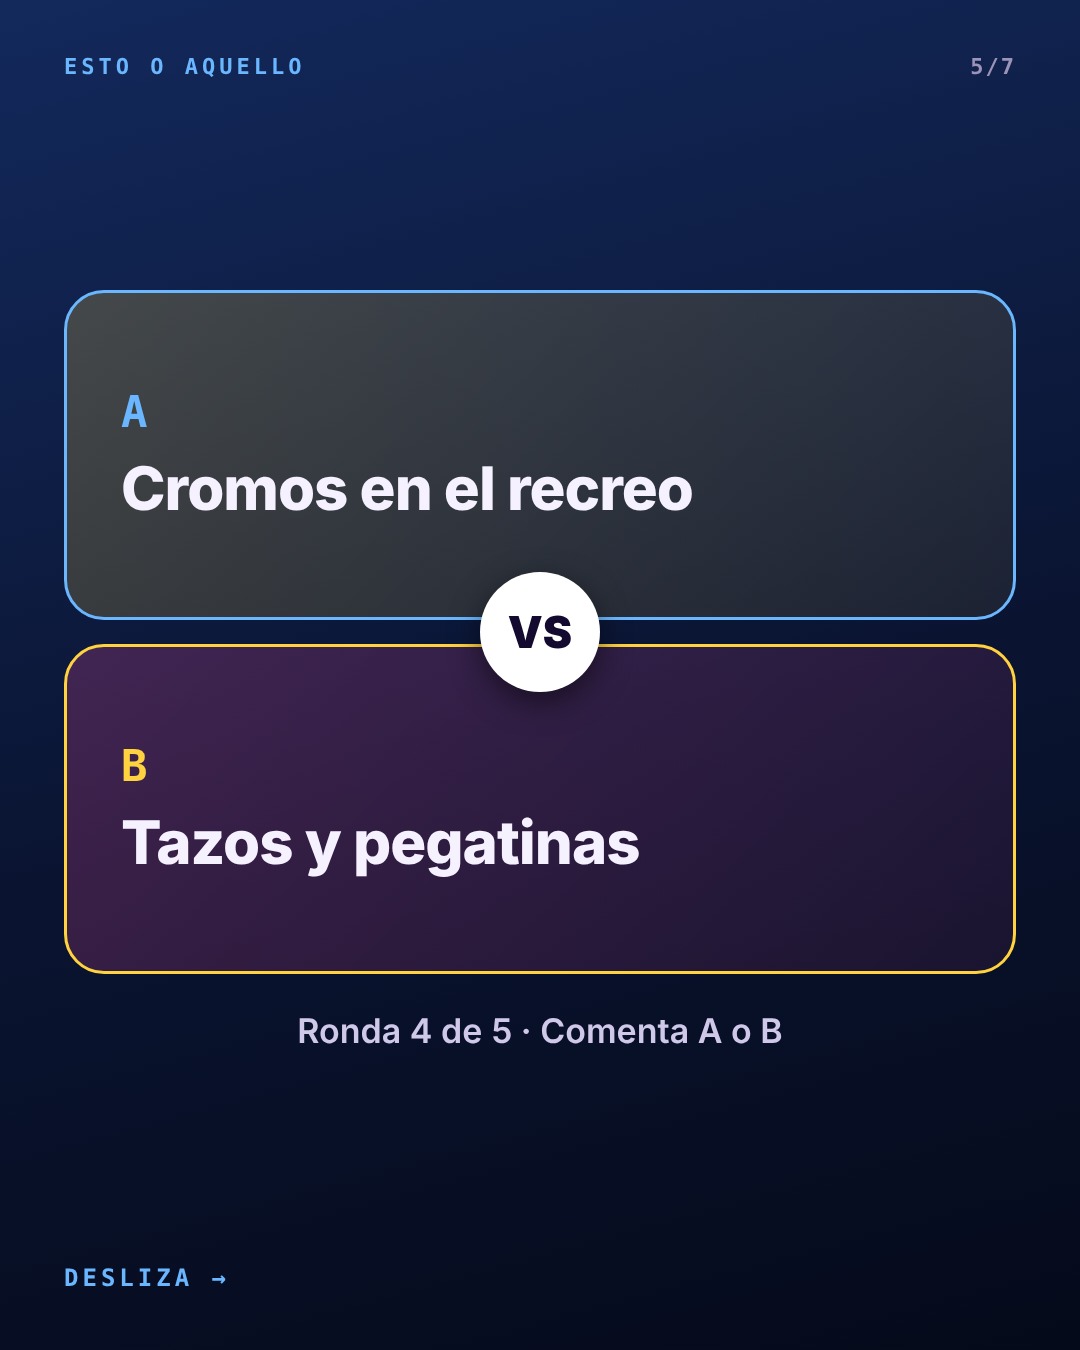 ESTO O AQUELLO
5/7
A
Cromos en el recreo
VS
B
Tazos y pegatinas
Ronda 4 de 5 · Comenta A o B
DESLIZA →